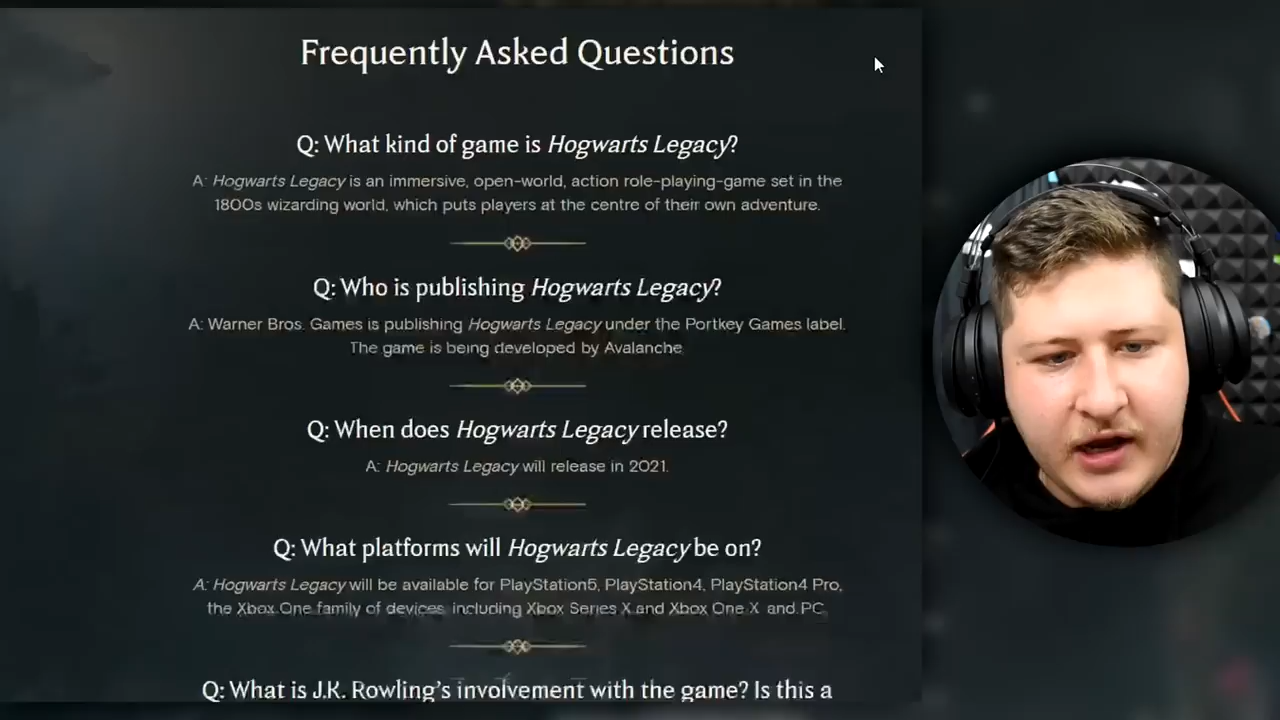 Frequently Asked Questions
Q: What kind of game is Hogwarts Legacy?
A: Hogwarts Legacy is an immersive, open-world, action role-playing-game set in the
1800s wizarding world, which puts players at the centre of their own adventure.
Q: Who is publishing Hogwarts Legacy?
A: Warner Bros. Games is publishing Hogwarts Legacy under the Portkey Games label.
The game is being developed by Avalanche.
Q: When does Hogwarts Legacy release?
A: Hogwarts Legacy will release in 2021.
Q: What platforms will Hogwarts Legacy be on?
A: Hogwarts Legacy will be available for PlayStation5, PlayStation4, PlayStation4 Pro,
the Xbox One family of devices including Xbox Series X and Xbox One X and PC
Q: What is J.K. Rowling's involvement with the game? Is this a